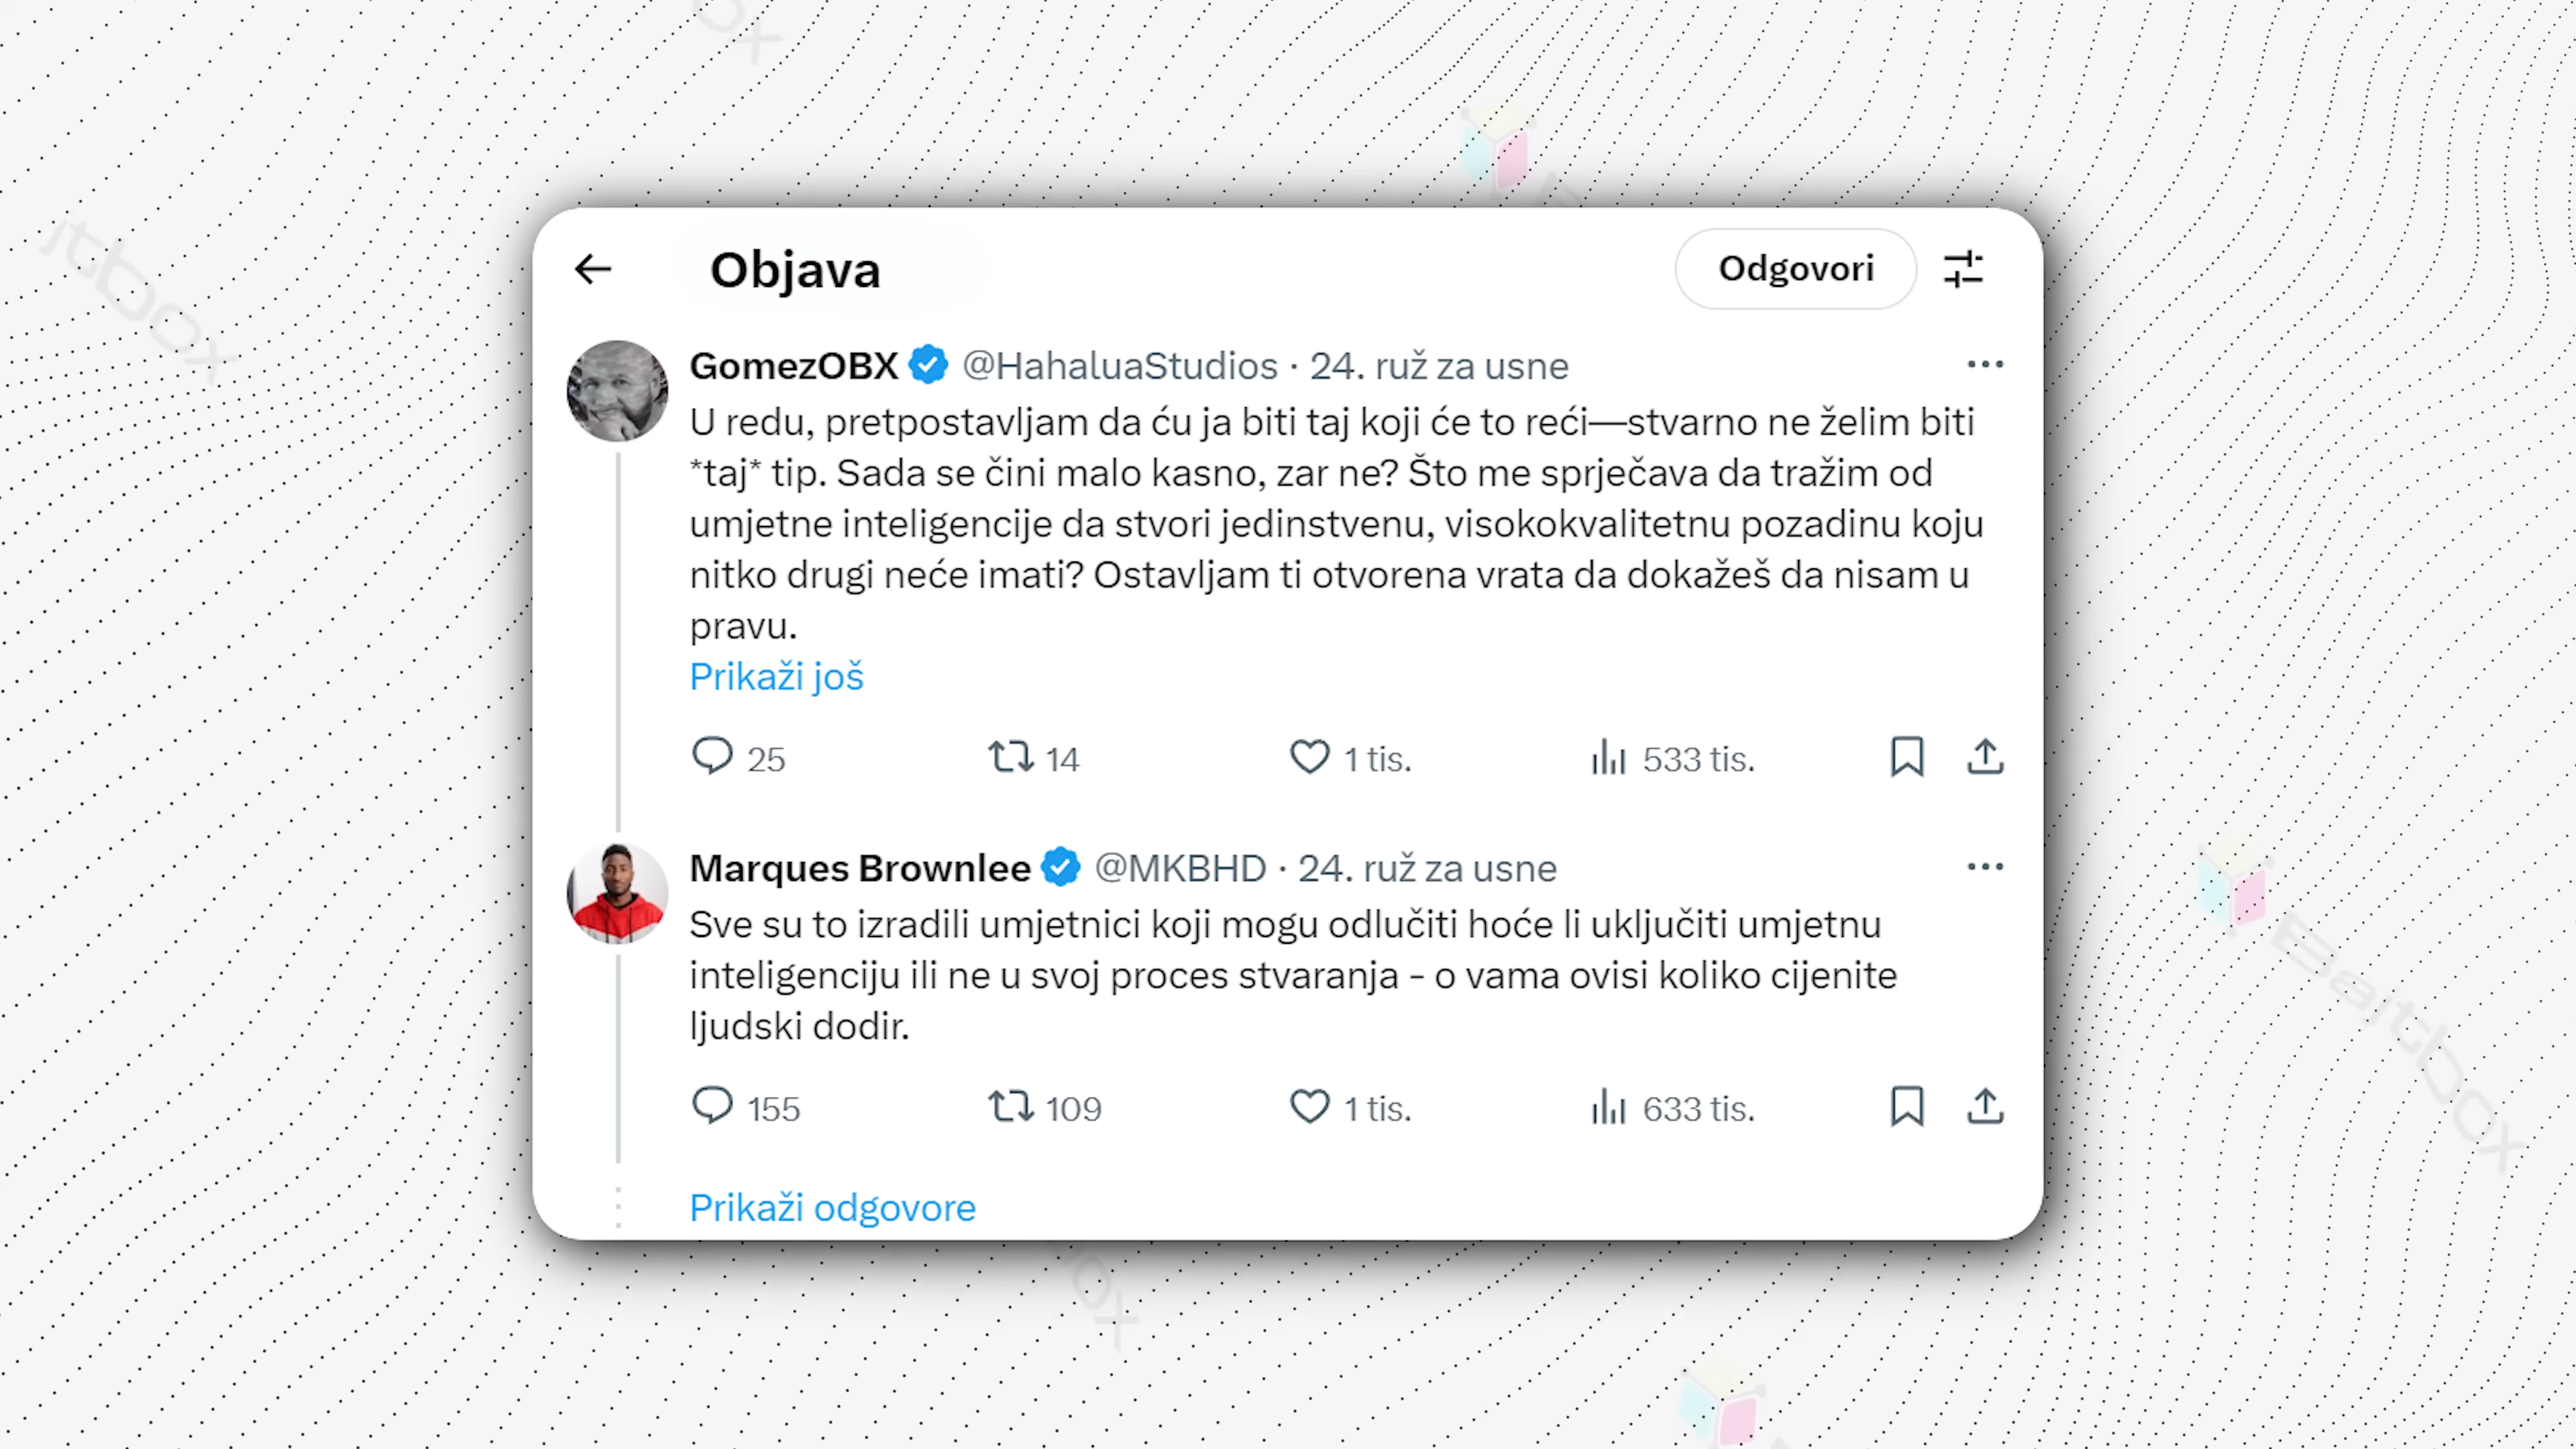 Objava
Odgovori
GomezOBX @HahaluaStudios · 24. ruž za usne
U redu, pretpostavljam da ću ja biti taj koji će to reći—stvarno ne želim biti
*taj* tip. Sada se čini malo kasno, zar ne? Što me sprječava da tražim od
umjetne inteligencije da stvori jedinstvenu, visokokvalitetnu pozadinu koju
nitko drugi neće imati? Ostavljam ti otvorena vrata da dokažeš da nisam u
pravu.
Prikaži još
25 14 1 tis. 533 tis.
Marques Brownlee @MKBHD · 24. ruž za usne
Sve su to izradili umjetnici koji mogu odlučiti hoće li uključiti umjetnu
inteligenciju ili ne u svoj proces stvaranja - o vama ovisi koliko cijenite
ljudski dodir.
155 109 1 tis. 633 tis.
Prikaži odgovore
Bajtbox